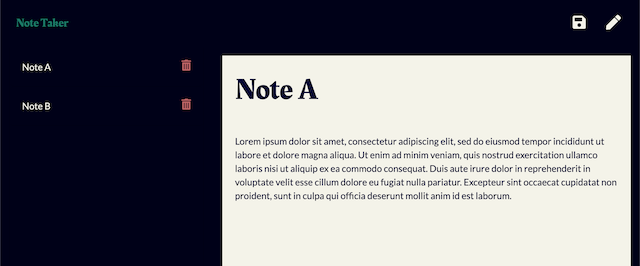 Note Taker
Note A
Note B
Note A
Lorem ipsum dolor sit amet, consectetur adipiscing elit, sed do eiusmod tempor incididunt ut
labore et dolore magna aliqua. Ut enim ad minim veniam, quis nostrud exercitation ullamco
laboris nisi ut aliquip ex ea commodo consequat. Duis aute irure dolor in reprehenderit in
voluptate velit esse cillum dolore eu fugiat nulla pariatur. Excepteur sint occaecat cupidatat non
proident, sunt in culpa qui officia deserunt mollit anim id est laborum.